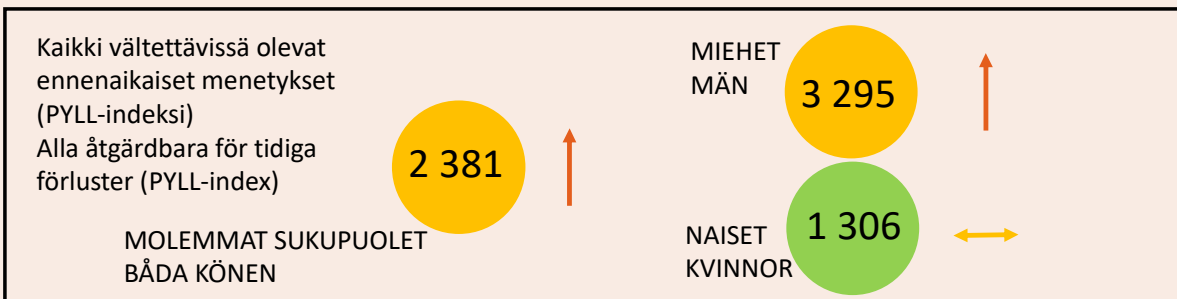 Kaikki vältettävissä olevat
ennenaikaiset menetykset
(PYLL-indeksi)
Alla åtgärdbara för tidiga
förluster (PYLL-index)
2 381
MOLEMMAT SUKUPUOLET
BÅDA KÖNEN
MIEHET
MÄN
3 295
NAISET
KVINNOR
1 306